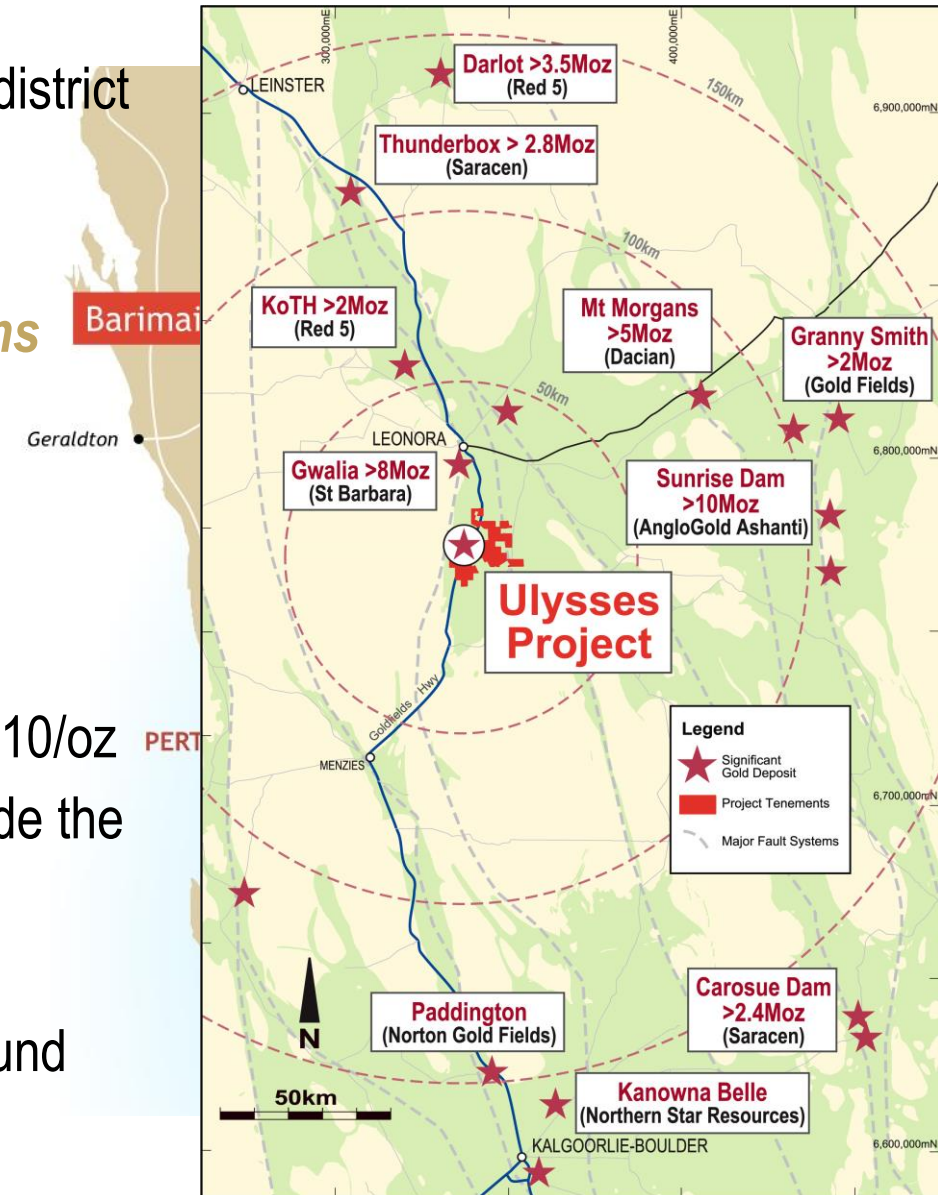 district
ns
Barimai
Geraldton
10/oz
PERT
de the
und
300,000mE
400,000mE
150km
LEINSTER
Darlot >3.5Moz
(Red 5)
6,900,000mN
Thunderbox > 2.8Moz
(Saracen)
100km
KoTH >2Moz
(Red 5)
Mt Morgans
>5Moz
(Dacian)
Granny Smith
>2Moz
(Gold Fields)
50km
LEONORA
6,800,000mN
Gwalia >8Moz
(St Barbara)
Sunrise Dam
>10Moz
(AngloGold Ashanti)
Ulysses
Project
Goldfields Hwy
MENZIES
Legend
Significant
Gold Deposit
Project Tenements
Major Fault Systems
6,700,000mN
N
50km
Paddington
(Norton Gold Fields)
Carosue Dam
>2.4Moz
(Saracen)
Kanowna Belle
(Northern Star Resources)
KALGOORLIE-BOULDER
6,600,000mN